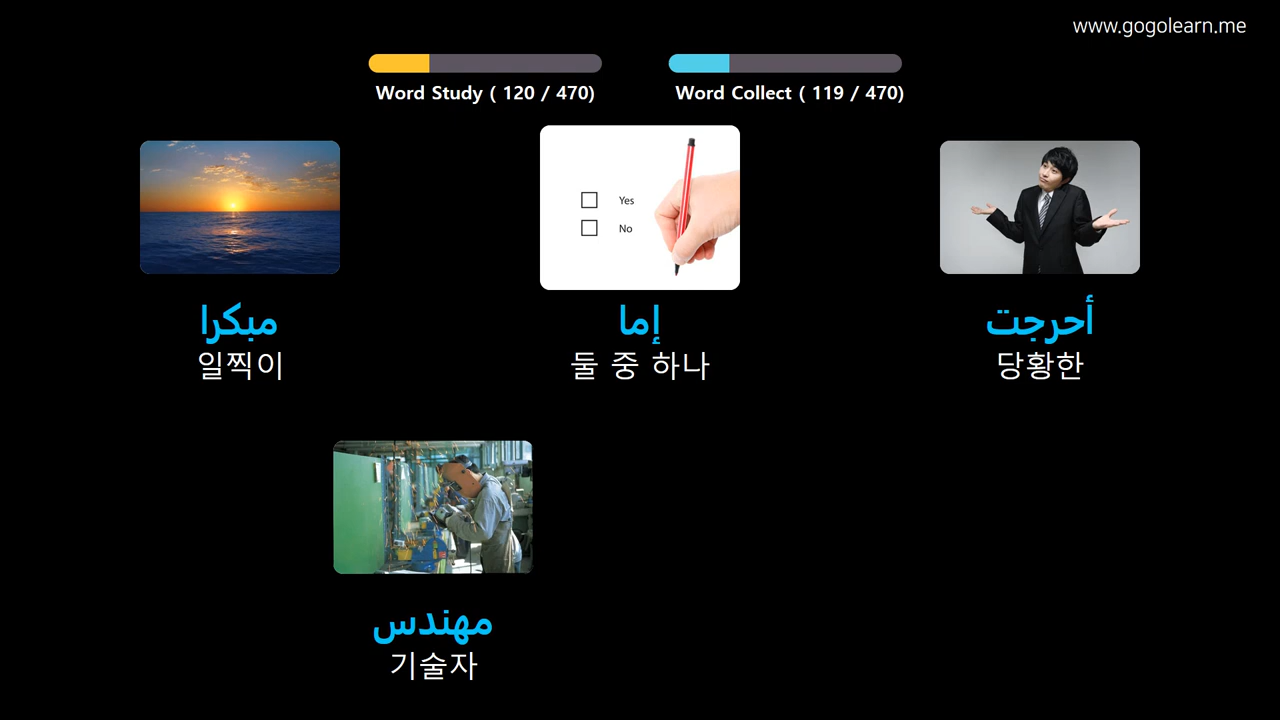 www.gogolearn.me
Word Study ( 120 / 470)
Word Collect ( 119 / 470)
Yes
No
مبكرا
일찍이
إما
둘 중 하나
أحرجت
당황한
مهندس
기술자